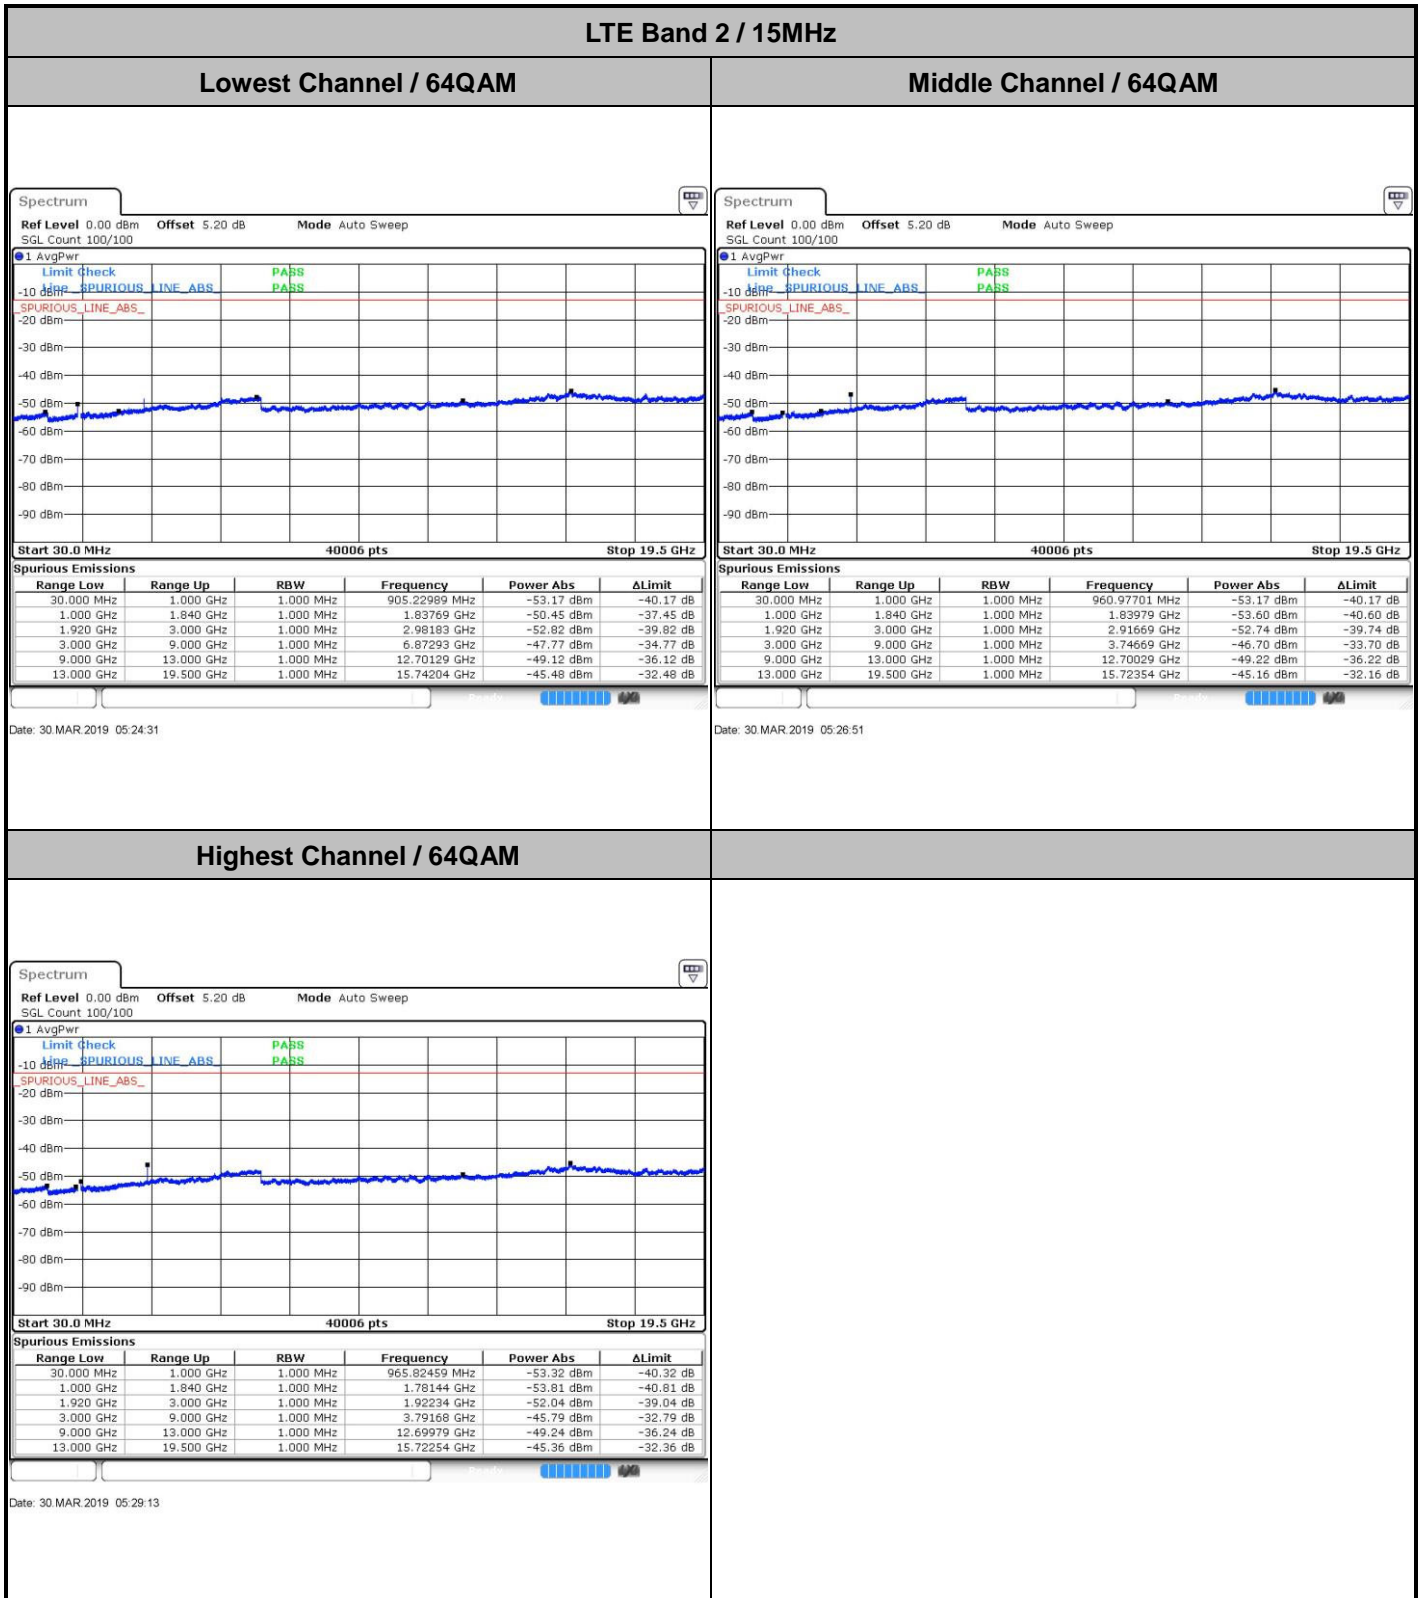 LTE Band 2 / 15MHz
Lowest Channel / 64QAM
Middle Channel / 64QAM
Spectrum
Ref Level 0.00 dBm Offset 5.20 dB Mode Auto Sweep
SGL Count 100/100
1 AvgPwr
Limit Check PASS
-10 dBm Line _SPURIOUS_LINE_ABS_ PASS
_SPURIOUS_LINE_ABS_
-20 dBm
-30 dBm
-40 dBm
-50 dBm
-60 dBm
-70 dBm
-80 dBm
-90 dBm
Start 30.0 MHz 40006 pts Stop 19.5 GHz
Spurious Emissions
Range Low Range Up RBW Frequency Power Abs ΔLimit
30.000 MHz 1.000 GHz 1.000 MHz 905.22989 MHz -53.17 dBm -40.17 dB
1.000 GHz 1.840 GHz 1.000 MHz 1.83769 GHz -50.45 dBm -37.45 dB
1.920 GHz 3.000 GHz 1.000 MHz 2.98183 GHz -52.82 dBm -39.82 dB
3.000 GHz 9.000 GHz 1.000 MHz 6.87293 GHz -47.77 dBm -34.77 dB
9.000 GHz 13.000 GHz 1.000 MHz 12.70129 GHz -49.12 dBm -36.12 dB
13.000 GHz 19.500 GHz 1.000 MHz 15.74204 GHz -45.48 dBm -32.48 dB
Date: 30.MAR.2019 05:24:31
Spectrum
Ref Level 0.00 dBm Offset 5.20 dB Mode Auto Sweep
SGL Count 100/100
1 AvgPwr
Limit Check PASS
-10 dBm Line _SPURIOUS_LINE_ABS_ PASS
_SPURIOUS_LINE_ABS_
-20 dBm
-30 dBm
-40 dBm
-50 dBm
-60 dBm
-70 dBm
-80 dBm
-90 dBm
Start 30.0 MHz 40006 pts Stop 19.5 GHz
Spurious Emissions
Range Low Range Up RBW Frequency Power Abs ΔLimit
30.000 MHz 1.000 GHz 1.000 MHz 960.97701 MHz -53.17 dBm -40.17 dB
1.000 GHz 1.840 GHz 1.000 MHz 1.83979 GHz -53.60 dBm -40.60 dB
1.920 GHz 3.000 GHz 1.000 MHz 2.91669 GHz -52.74 dBm -39.74 dB
3.000 GHz 9.000 GHz 1.000 MHz 3.74669 GHz -46.70 dBm -33.70 dB
9.000 GHz 13.000 GHz 1.000 MHz 12.70029 GHz -49.22 dBm -36.22 dB
13.000 GHz 19.500 GHz 1.000 MHz 15.72354 GHz -45.16 dBm -32.16 dB
Date: 30.MAR.2019 05:26:51
Highest Channel / 64QAM
Spectrum
Ref Level 0.00 dBm Offset 5.20 dB Mode Auto Sweep
SGL Count 100/100
1 AvgPwr
Limit Check PASS
-10 dBm Line _SPURIOUS_LINE_ABS_ PASS
_SPURIOUS_LINE_ABS_
-20 dBm
-30 dBm
-40 dBm
-50 dBm
-60 dBm
-70 dBm
-80 dBm
-90 dBm
Start 30.0 MHz 40006 pts Stop 19.5 GHz
Spurious Emissions
Range Low Range Up RBW Frequency Power Abs ΔLimit
30.000 MHz 1.000 GHz 1.000 MHz 965.82459 MHz -53.32 dBm -40.32 dB
1.000 GHz 1.840 GHz 1.000 MHz 1.78144 GHz -53.81 dBm -40.81 dB
1.920 GHz 3.000 GHz 1.000 MHz 1.92234 GHz -52.04 dBm -39.04 dB
3.000 GHz 9.000 GHz 1.000 MHz 3.79168 GHz -45.79 dBm -32.79 dB
9.000 GHz 13.000 GHz 1.000 MHz 12.69979 GHz -49.24 dBm -36.24 dB
13.000 GHz 19.500 GHz 1.000 MHz 15.72254 GHz -45.36 dBm -32.36 dB
Date: 30.MAR.2019 05:29:13